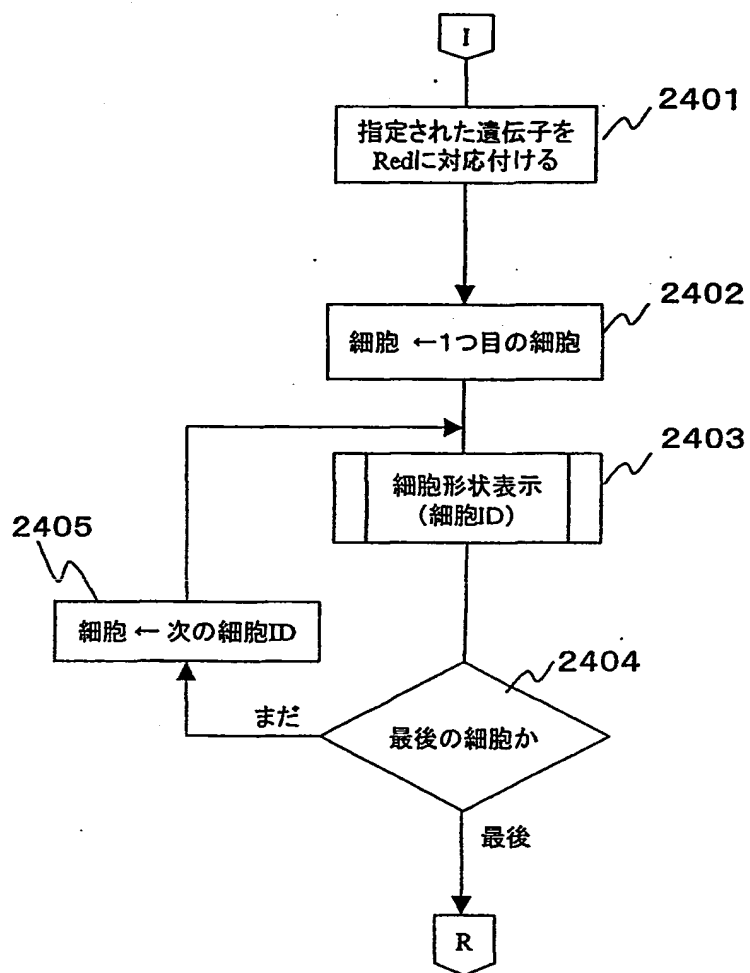 I
2401
指定された遺伝子を
Redに対応付ける
2402
細胞 ←1つ目の細胞
2403
細胞形状表示
(細胞ID)
2405
細胞 ← 次の細胞ID
2404
まだ
最後の細胞か
最後
R